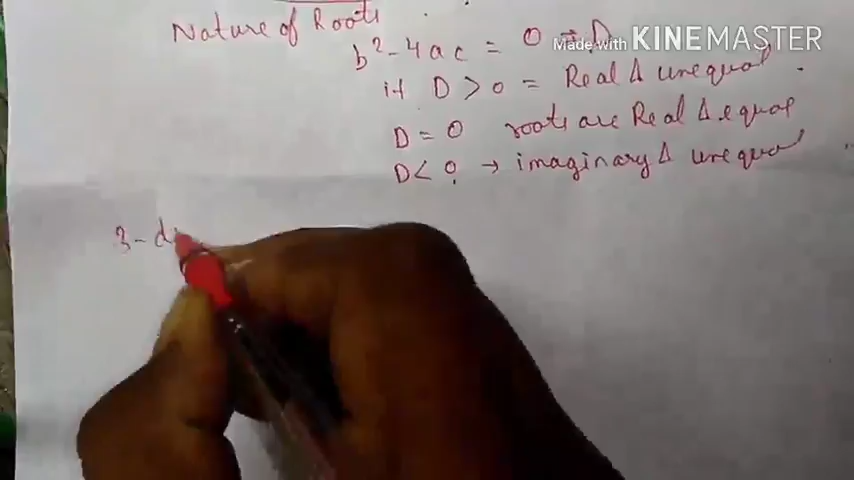 Nature of Roots
b²-4ac = 0 = D
Made with KINEMASTER
if D > 0 = Real & unequal
D = 0 roots are Real & equal
D < 0 → imaginary & unequal
3-d